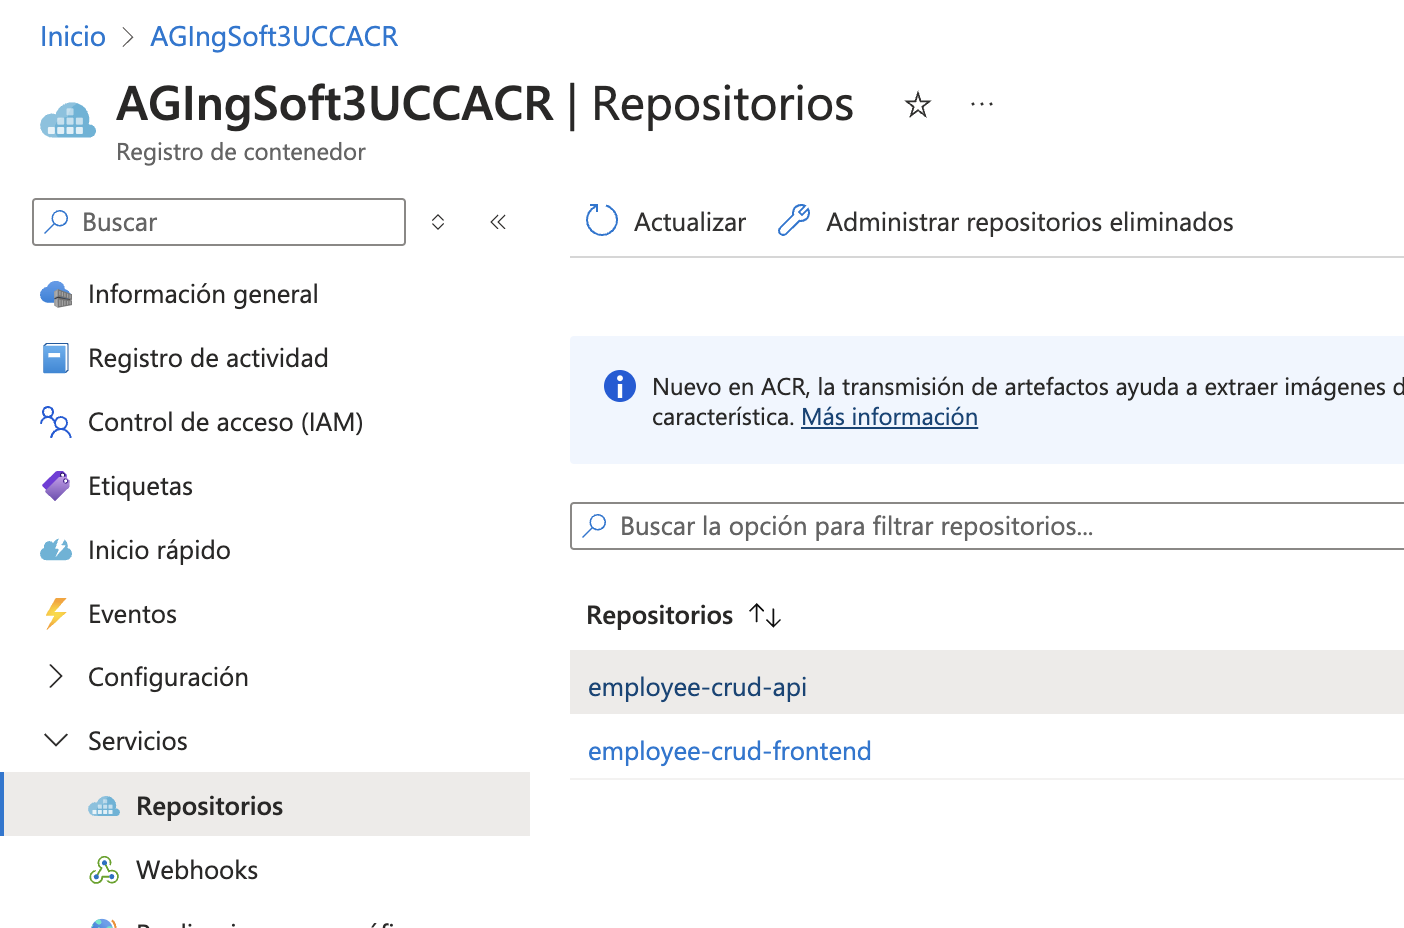 Inicio > AGIngSoft3UCCACR
AGIngSoft3UCCACR | Repositorios
Registro de contenedor
Buscar
Información general
Registro de actividad
Control de acceso (IAM)
Etiquetas
Inicio rápido
Eventos
Configuración
Servicios
Repositorios
Webhooks
Actualizar
Administrar repositorios eliminados
Nuevo en ACR, la transmisión de artefactos ayuda a extraer imágenes
característica. Más información
Buscar la opción para filtrar repositorios...
Repositorios
employee-crud-api
employee-crud-frontend